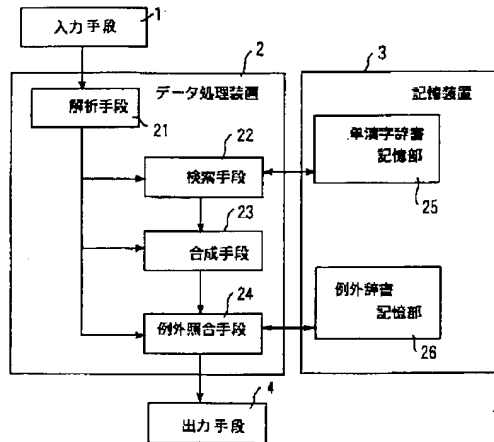 1
入力手段
2
3
データ処理装置
記憶装置
解析手段
21
22
単漢字辞書
記憶部
検索手段
25
23
合成手段
24
例外辞書
記憶部
例外照合手段
26
4
出力手段